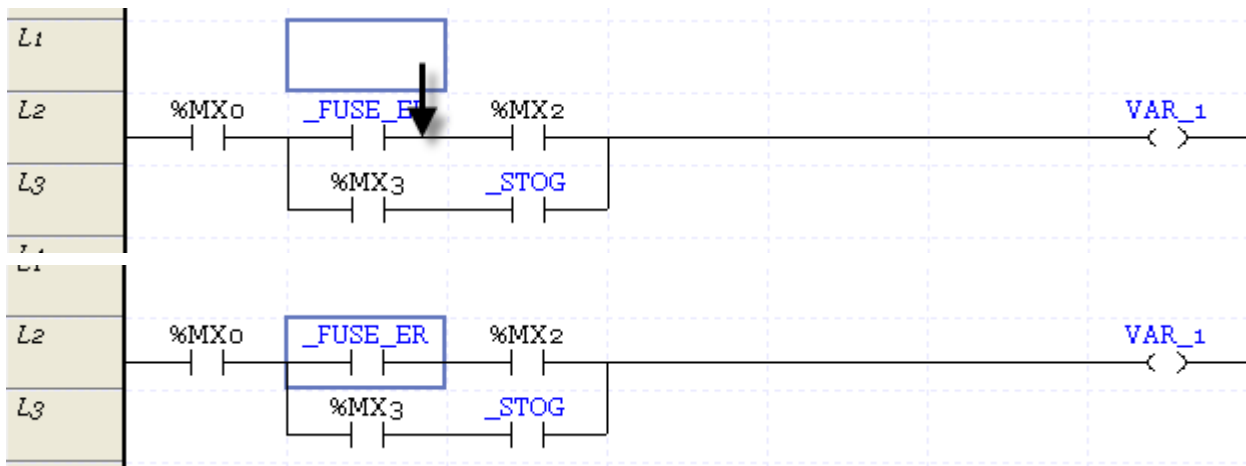 L1
L2 %MX0 _FUSE_ER %MX2 VAR_1
L3 %MX3 _STOG
L2 %MX0 _FUSE_ER %MX2 VAR_1
L3 %MX3 _STOG